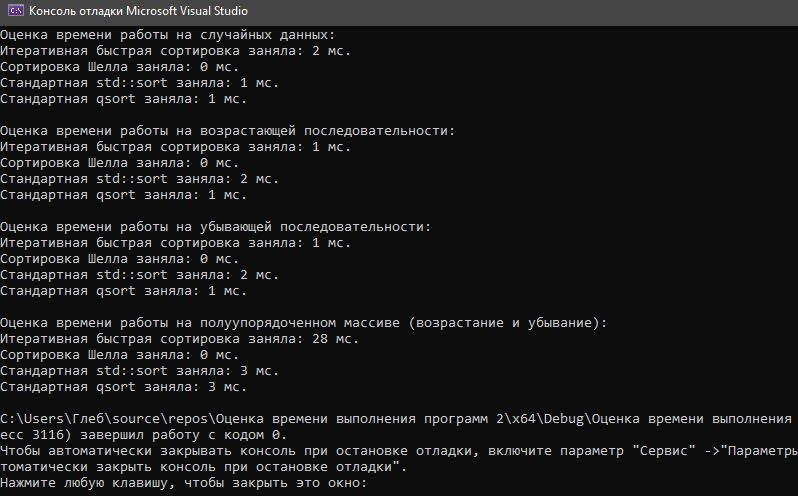 Консоль отладки Microsoft Visual Studio
Оценка времени работы на случайных данных:
Итеративная быстрая сортировка заняла: 2 мс.
Сортировка Шелла заняла: 0 мс.
Стандартная std::sort заняла: 1 мс.
Стандартная qsort заняла: 1 мс.
Оценка времени работы на возрастающей последовательности:
Итеративная быстрая сортировка заняла: 1 мс.
Сортировка Шелла заняла: 0 мс.
Стандартная std::sort заняла: 2 мс.
Стандартная qsort заняла: 1 мс.
Оценка времени работы на убывающей последовательности:
Итеративная быстрая сортировка заняла: 1 мс.
Сортировка Шелла заняла: 0 мс.
Стандартная std::sort заняла: 2 мс.
Стандартная qsort заняла: 1 мс.
Оценка времени работы на полуупорядоченном массиве (возрастание и убывание):
Итеративная быстрая сортировка заняла: 28 мс.
Сортировка Шелла заняла: 0 мс.
Стандартная std::sort заняла: 3 мс.
Стандартная qsort заняла: 3 мс.
C:\Users\Глеб\source\repos\Оценка времени выполнения программ 2\x64\Debug\Оценка времени выполнения
есс 3116) завершил работу с кодом 0.
Чтобы автоматически закрывать консоль при остановке отладки, включите параметр "Сервис" ->"Параметры
томатически закрыть консоль при остановке отладки".
Нажмите любую клавишу, чтобы закрыть это окно: